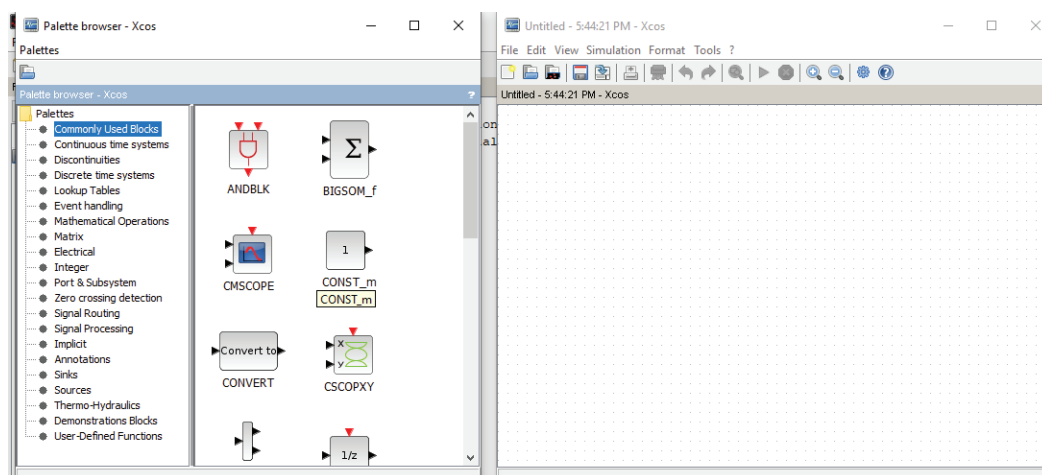 Palette browser - Xcos
Palettes
Palette browser - Xcos ?
Palettes
Commonly Used Blocks
Continuous time systems
Discontinuities
Discrete time systems
Lookup Tables
Event handling
Mathematical Operations
Matrix
Electrical
Integer
Port & Subsystem
Zero crossing detection
Signal Routing
Signal Processing
Implicit
Annotations
Sinks
Sources
Thermo-Hydraulics
Demonstrations Blocks
User-Defined Functions
Σ
ANDBLK BIGSOM_f
1
CMSCOPE CONST_m
CONST_m
Convert to
x
y
CONVERT CSCOPXY
1/z
on
al
Untitled - 5:44:21 PM - Xcos
File Edit View Simulation Format Tools ?
Untitled - 5:44:21 PM - Xcos